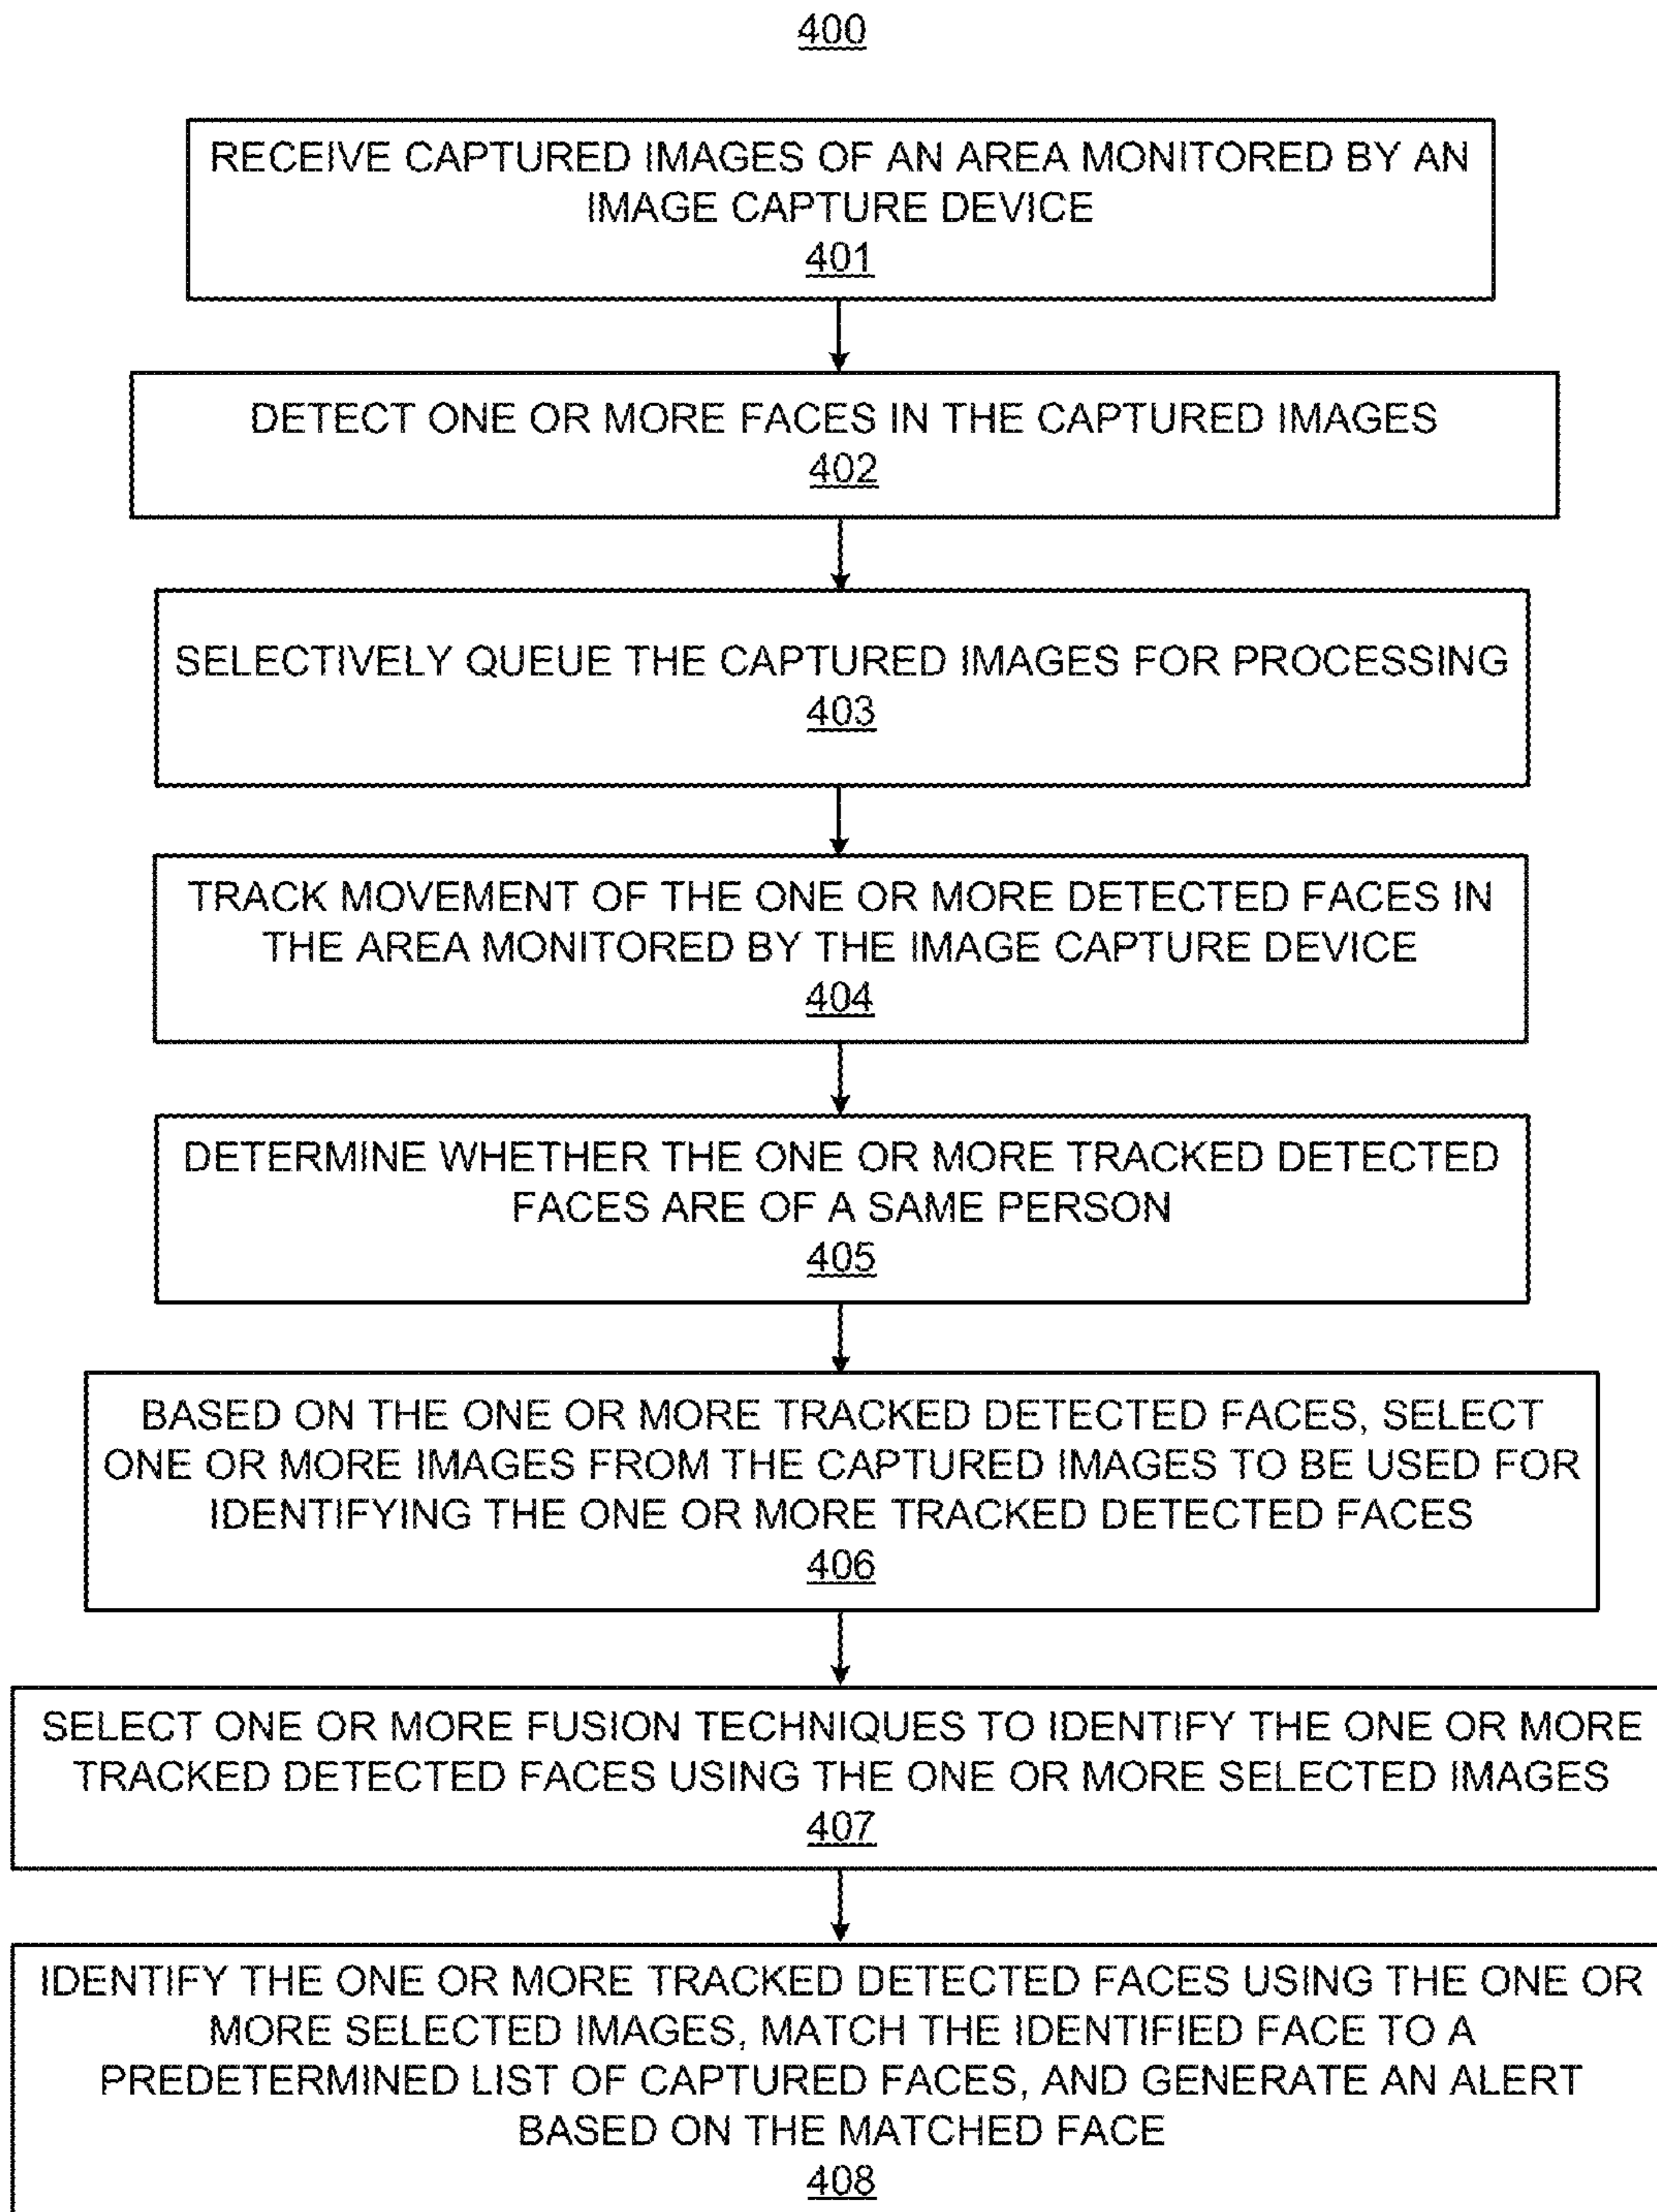 400
RECEIVE CAPTURED IMAGES OF AN AREA MONITORED BY AN
IMAGE CAPTURE DEVICE
401
DETECT ONE OR MORE FACES IN THE CAPTURED IMAGES
402
SELECTIVELY QUEUE THE CAPTURED IMAGES FOR PROCESSING
403
TRACK MOVEMENT OF THE ONE OR MORE DETECTED FACES IN
THE AREA MONITORED BY THE IMAGE CAPTURE DEVICE
404
DETERMINE WHETHER THE ONE OR MORE TRACKED DETECTED
FACES ARE OF A SAME PERSON
405
BASED ON THE ONE OR MORE TRACKED DETECTED FACES, SELECT
ONE OR MORE IMAGES FROM THE CAPTURED IMAGES TO BE USED FOR
IDENTIFYING THE ONE OR MORE TRACKED DETECTED FACES
406
SELECT ONE OR MORE FUSION TECHNIQUES TO IDENTIFY THE ONE OR MORE
TRACKED DETECTED FACES USING THE ONE OR MORE SELECTED IMAGES
407
IDENTIFY THE ONE OR MORE TRACKED DETECTED FACES USING THE ONE OR
MORE SELECTED IMAGES, MATCH THE IDENTIFIED FACE TO A
PREDETERMINED LIST OF CAPTURED FACES, AND GENERATE AN ALERT
BASED ON THE MATCHED FACE
408